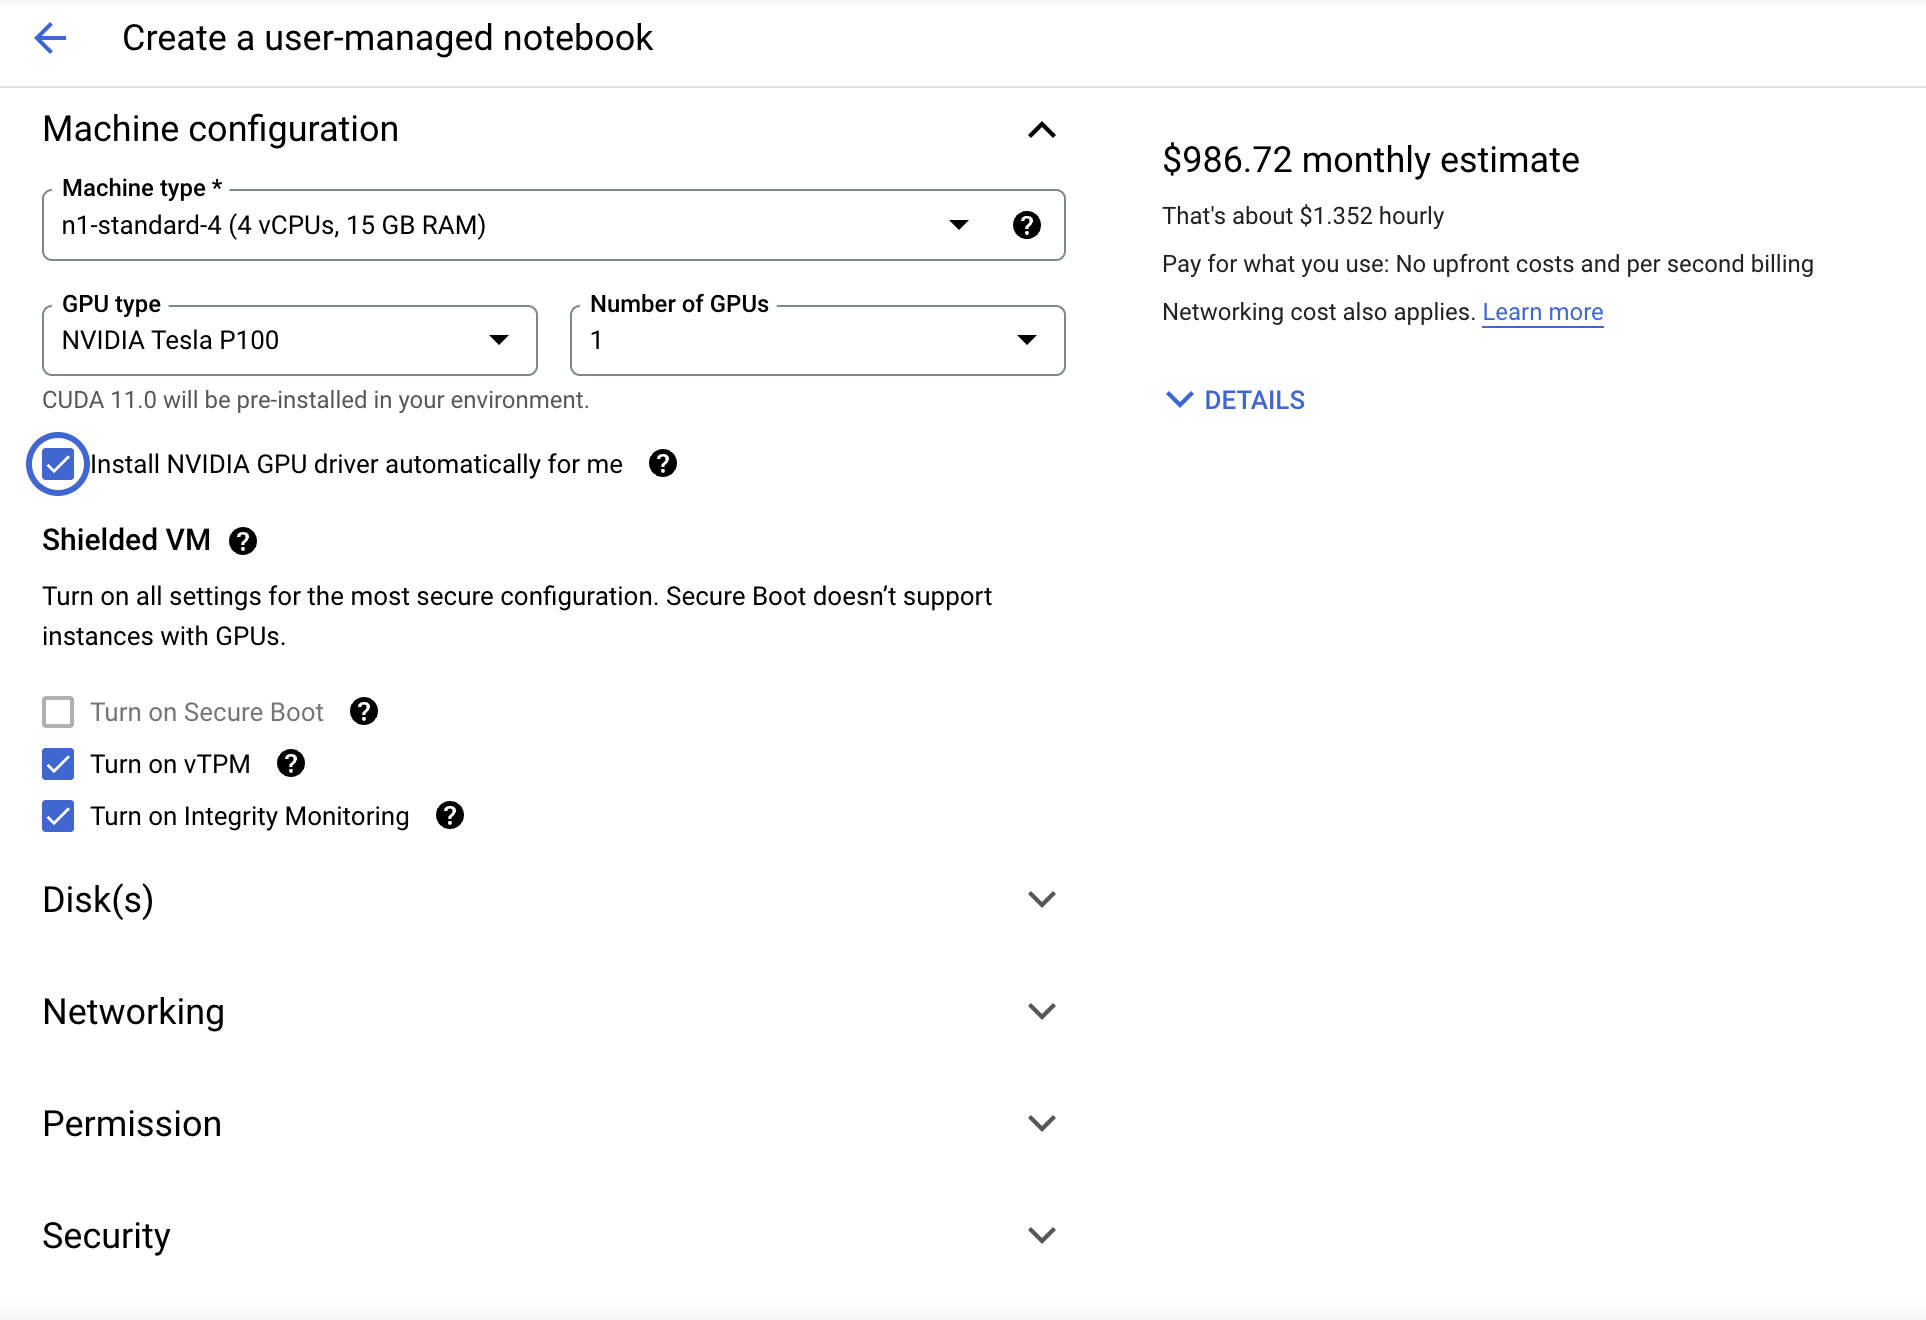 Create a user-managed notebook
Machine configuration
Machine type *
n1-standard-4 (4 vCPUs, 15 GB RAM)
GPU type
NVIDIA Tesla P100
Number of GPUs
1
CUDA 11.0 will be pre-installed in your environment.
Install NVIDIA GPU driver automatically for me
Shielded VM
Turn on all settings for the most secure configuration. Secure Boot doesn’t support
instances with GPUs.
Turn on Secure Boot
Turn on vTPM
Turn on Integrity Monitoring
Disk(s)
Networking
Permission
Security
$986.72 monthly estimate
That's about $1.352 hourly
Pay for what you use: No upfront costs and per second billing
Networking cost also applies. Learn more
DETAILS